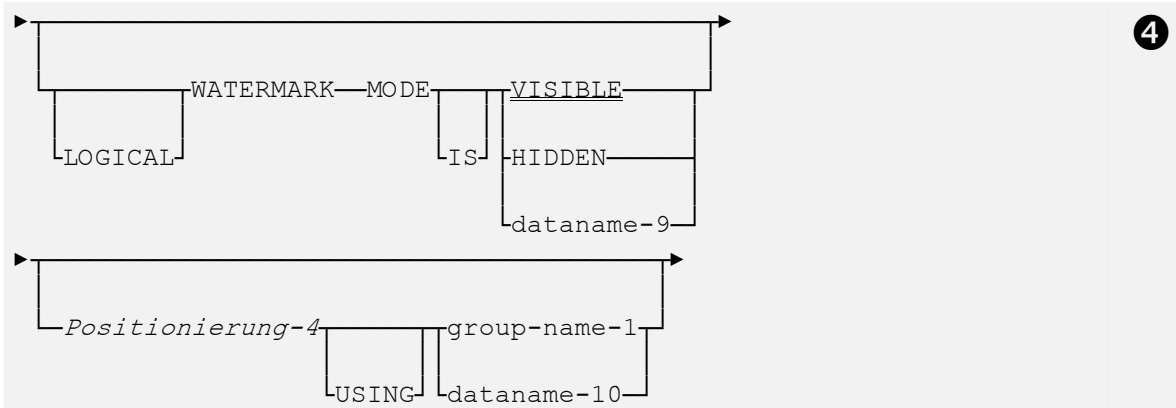 ❹
WATERMARK MODE VISIBLE
LOGICAL IS HIDDEN
dataname-9
Positionierung-4 group-name-1
USING dataname-10